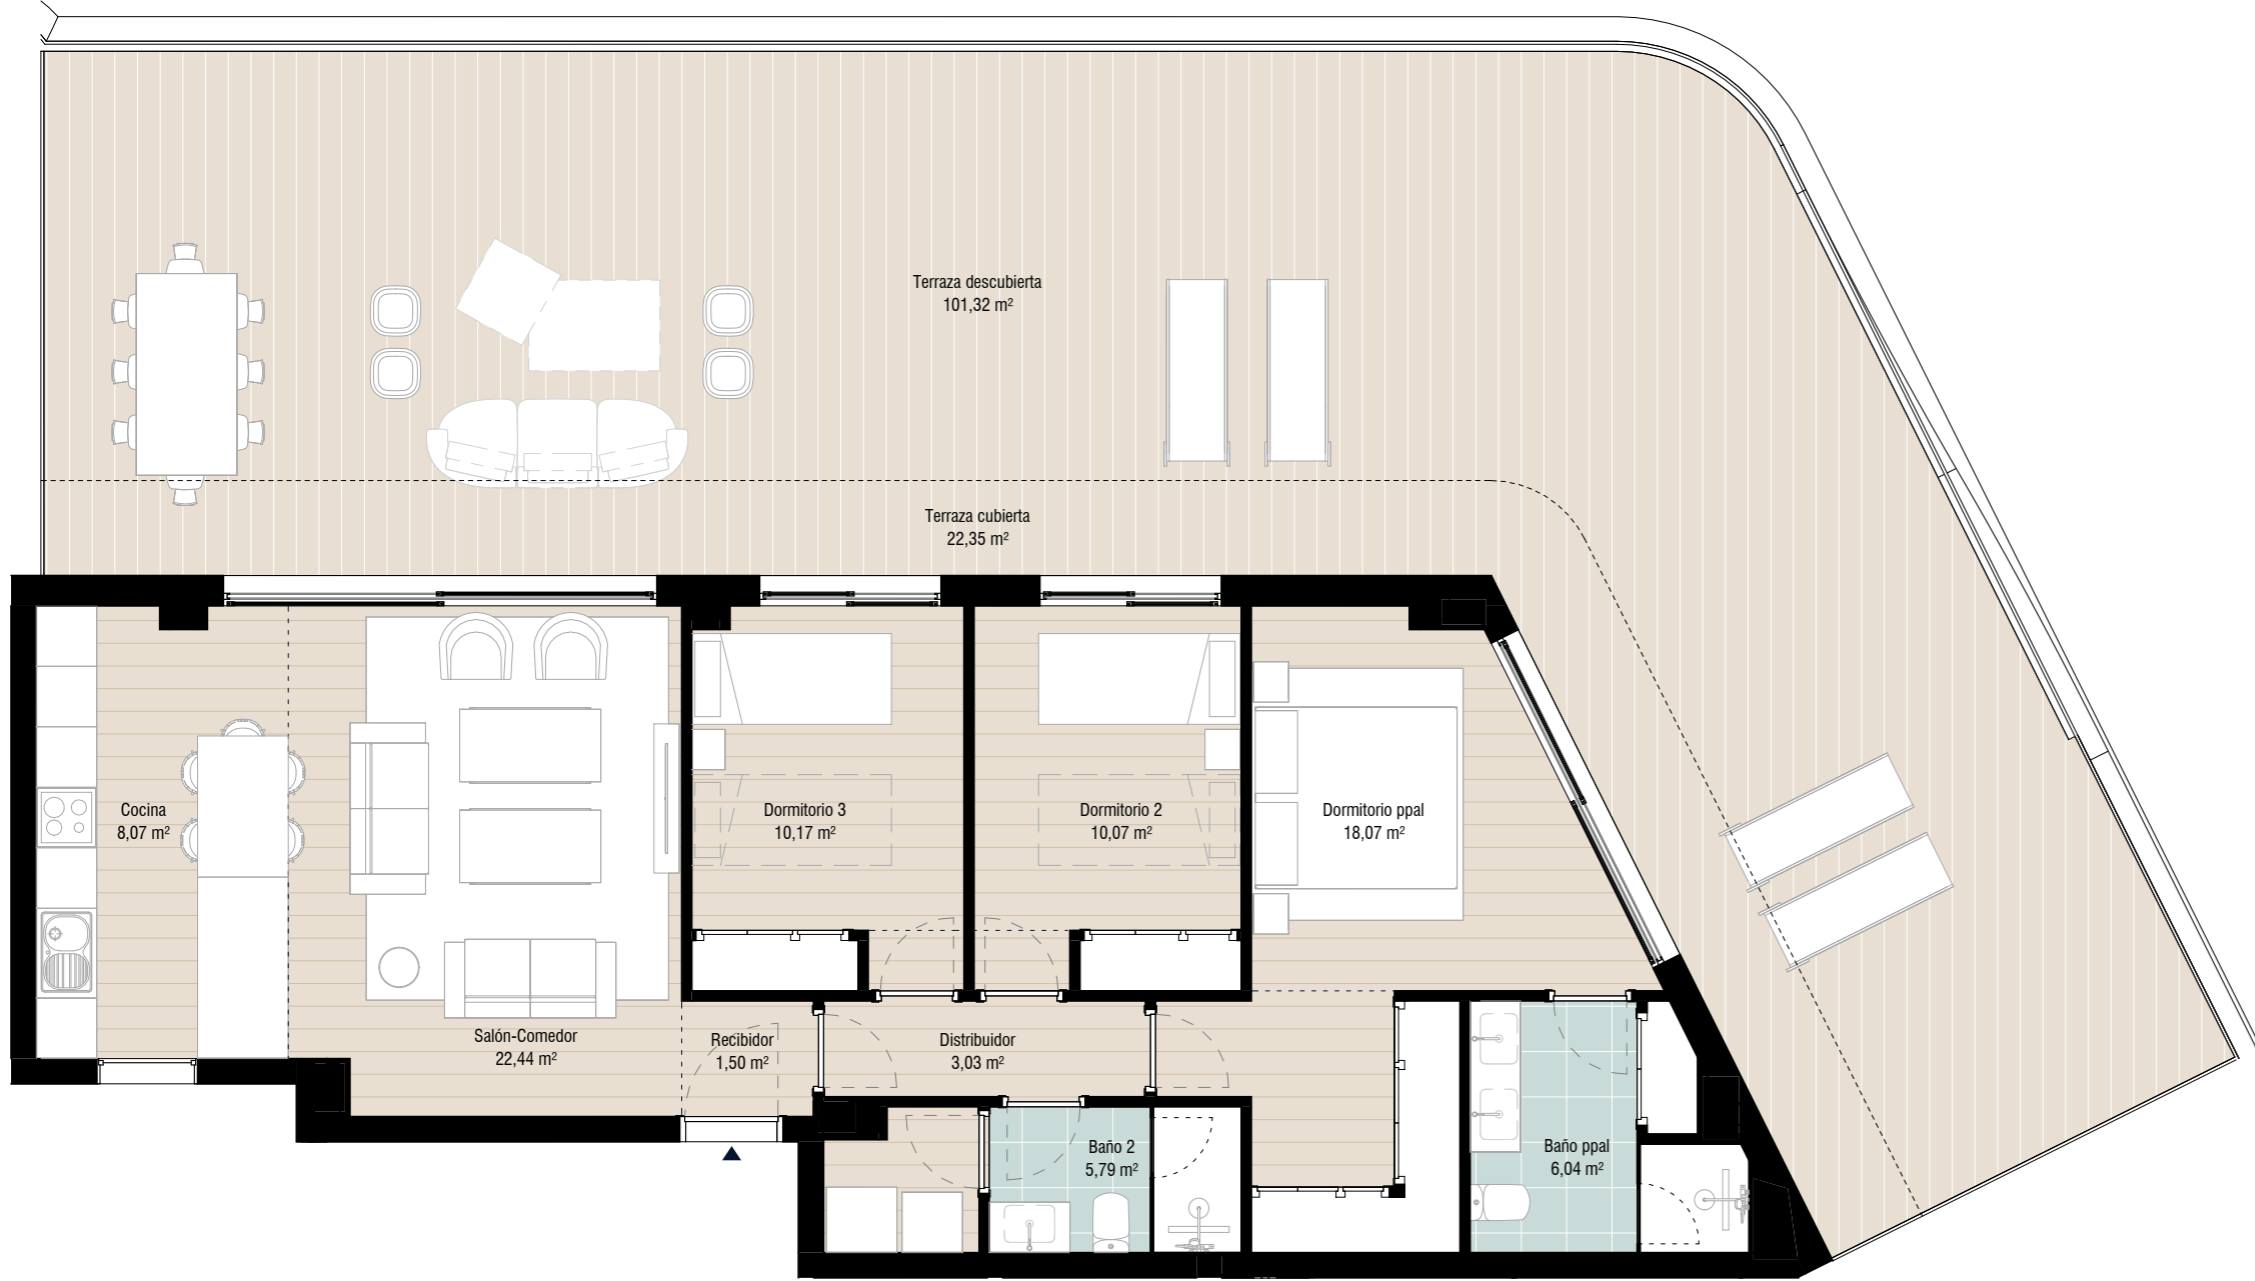 Terraza descubierta
101,32 m²
Terraza cubierta
22,35 m²
Cocina
8,07 m²
Dormitorio 3
10,17 m²
Dormitorio 2
10,07 m²
Dormitorio ppal
18,07 m²
Salón-Comedor
22,44 m²
Recibidor
1,50 m²
Distribuidor
3,03 m²
Baño 2
5,79 m²
Baño ppal
6,04 m²